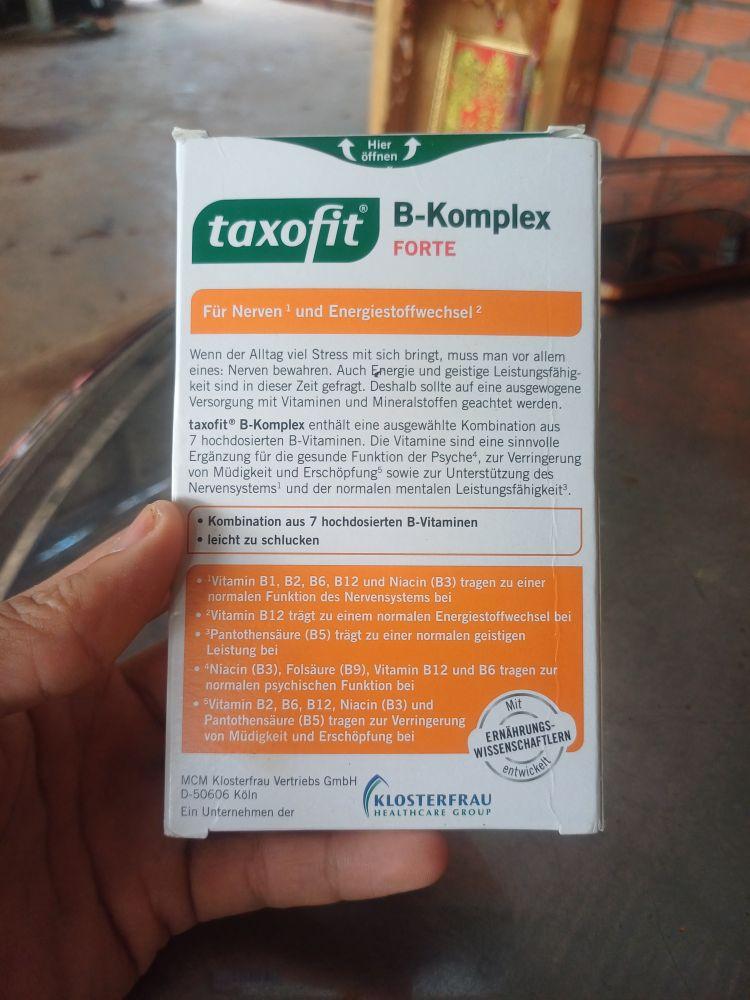 Hier
öffnen
taxofit®
B-Komplex
FORTE
Für Nerven¹ und Energiestoffwechsel²
Wenn der Alltag viel Stress mit sich bringt, muss man vor allem
eines: Nerven bewahren. Auch Energie und geistige Leistungsfähig-
keit sind in dieser Zeit gefragt. Deshalb sollte auf eine ausgewogene
Versorgung mit Vitaminen und Mineralstoffen geachtet werden.
taxofit® B-Komplex enthält eine ausgewählte Kombination aus
7 hochdosierten B-Vitaminen. Die Vitamine sind eine sinnvolle
Ergänzung für die gesunde Funktion der Psyche⁴, zur Verringerung
von Müdigkeit und Erschöpfung⁵ sowie zur Unterstützung des
Nervensystems¹ und der normalen mentalen Leistungsfähigkeit³.
• Kombination aus 7 hochdosierten B-Vitaminen
• leicht zu schlucken
• ¹Vitamin B1, B2, B6, B12 und Niacin (B3) tragen zu einer
normalen Funktion des Nervensystems bei
• ²Vitamin B12 trägt zu einem normalen Energiestoffwechsel bei
• ³Pantothensäure (B5) trägt zu einer normalen geistigen
Leistung bei
• ⁴Niacin (B3), Folsäure (B9), Vitamin B12 und B6 tragen zur
normalen psychischen Funktion bei
• ⁵Vitamin B2, B6, B12, Niacin (B3) und
Pantothensäure (B5) tragen zur Verringerung
von Müdigkeit und Erschöpfung bei
Mit
ERNÄHRUNGS-
WISSENSCHAFTLERN
entwickelt
MCM Klosterfrau Vertriebs GmbH
D-50606 Köln
Ein Unternehmen der
KLOSTERFRAU
HEALTHCARE GROUP